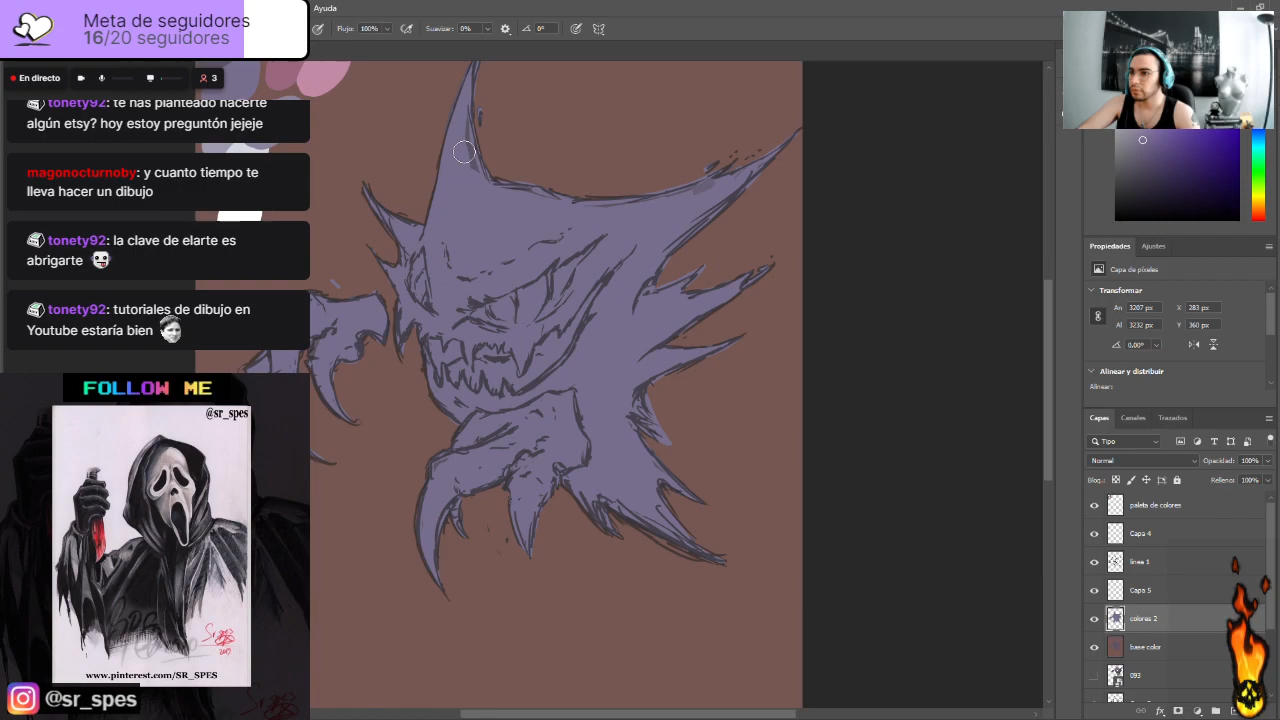 Meta de seguidores
16/20 seguidores
En directo
3
tonety92: te has planteado hacerte
algún etsy? hoy estoy preguntón jejeje
magonocturnoby: y cuanto tiempo te
lleva hacer un dibujo
tonety92: la clave de elarte es
abrigarte
tonety92: tutoriales de dibujo en
Youtube estaría bien
FOLLOW ME
@sr_spes
www.pinterest.com/SR_SPES
@sr_spes
Ayuda
Flujo: 100% Suavizar: 0% 0°
Propiedades Ajustes
Capa de píxeles
Transformar
An 3207 px X 283 px
Al 3232 px Y 360 px
0,00°
Alinear y distribuir
Alinear:
Capas Canales Trazados
Tipo
Normal Opacidad: 100%
Bloq.: Relleno: 100%
paleta de colores
Capa 4
linea 1
Capa 5
colores 2
base color
093